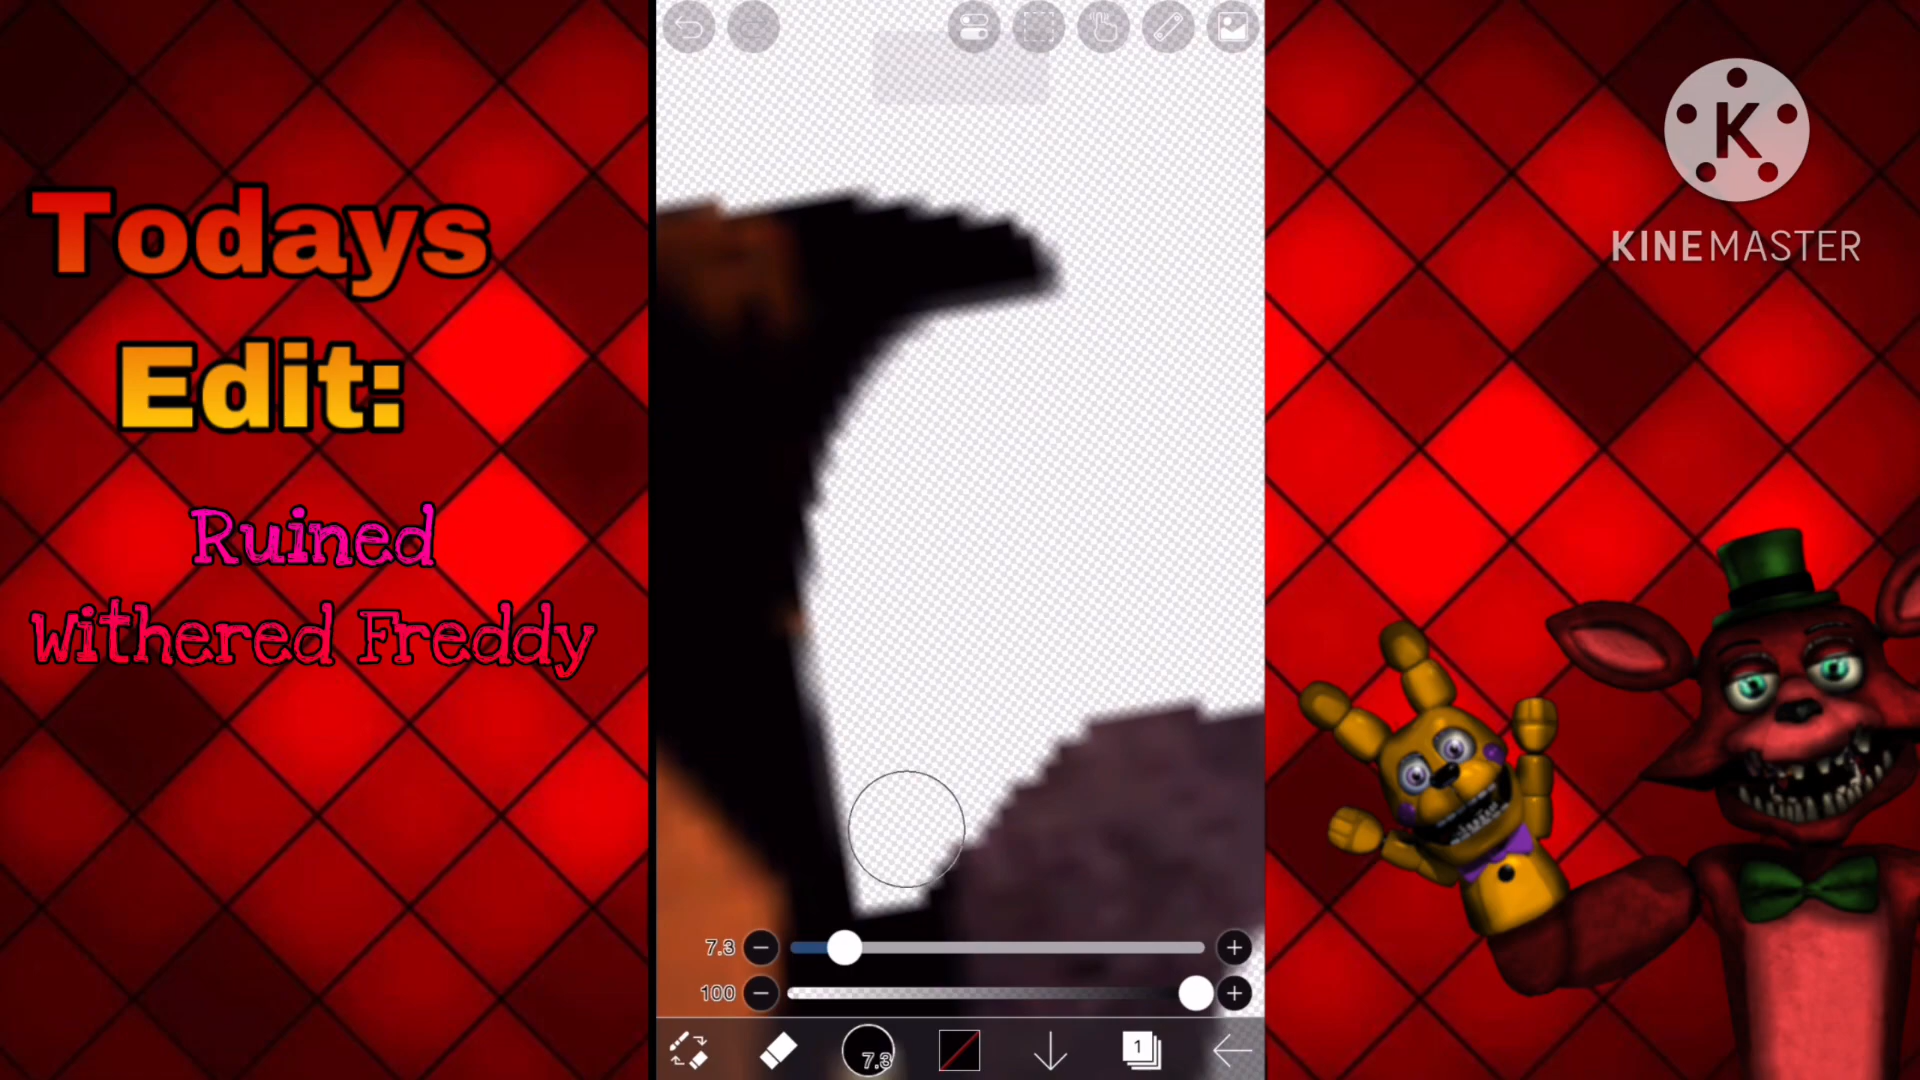 Todays
Edit:
Ruined
Withered Freddy
K
KINEMASTER
7.3
100
7.3
1